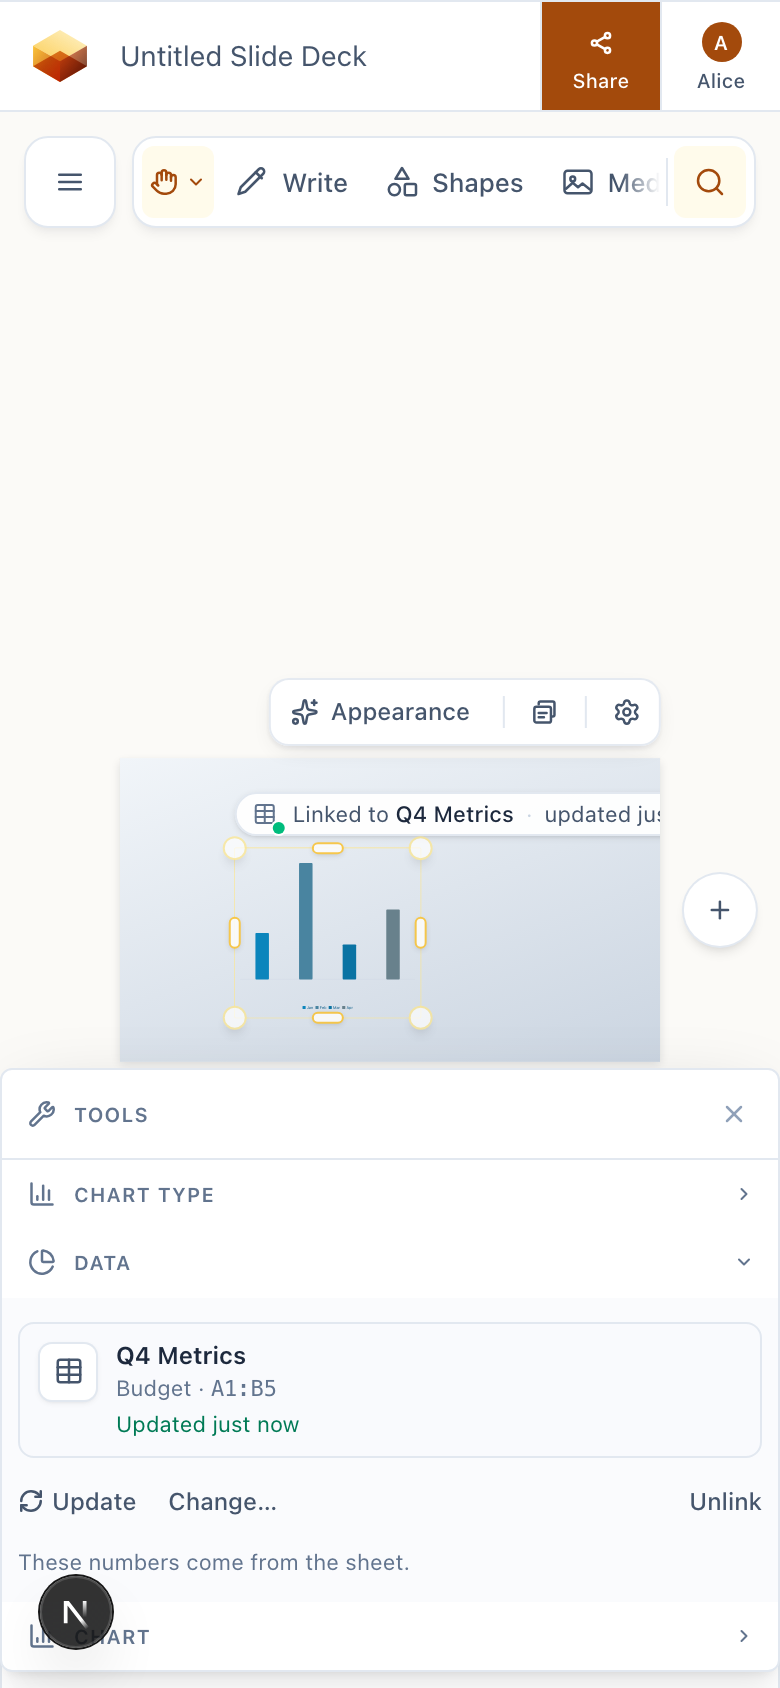 Untitled Slide Deck
Share
A
Alice
Write
Shapes
Med
Appearance
Linked to Q4 Metrics · updated jus
TOOLS
CHART TYPE
DATA
Q4 Metrics
Budget · A1:B5
Updated just now
Update
Change...
Unlink
These numbers come from the sheet.
N
CHART